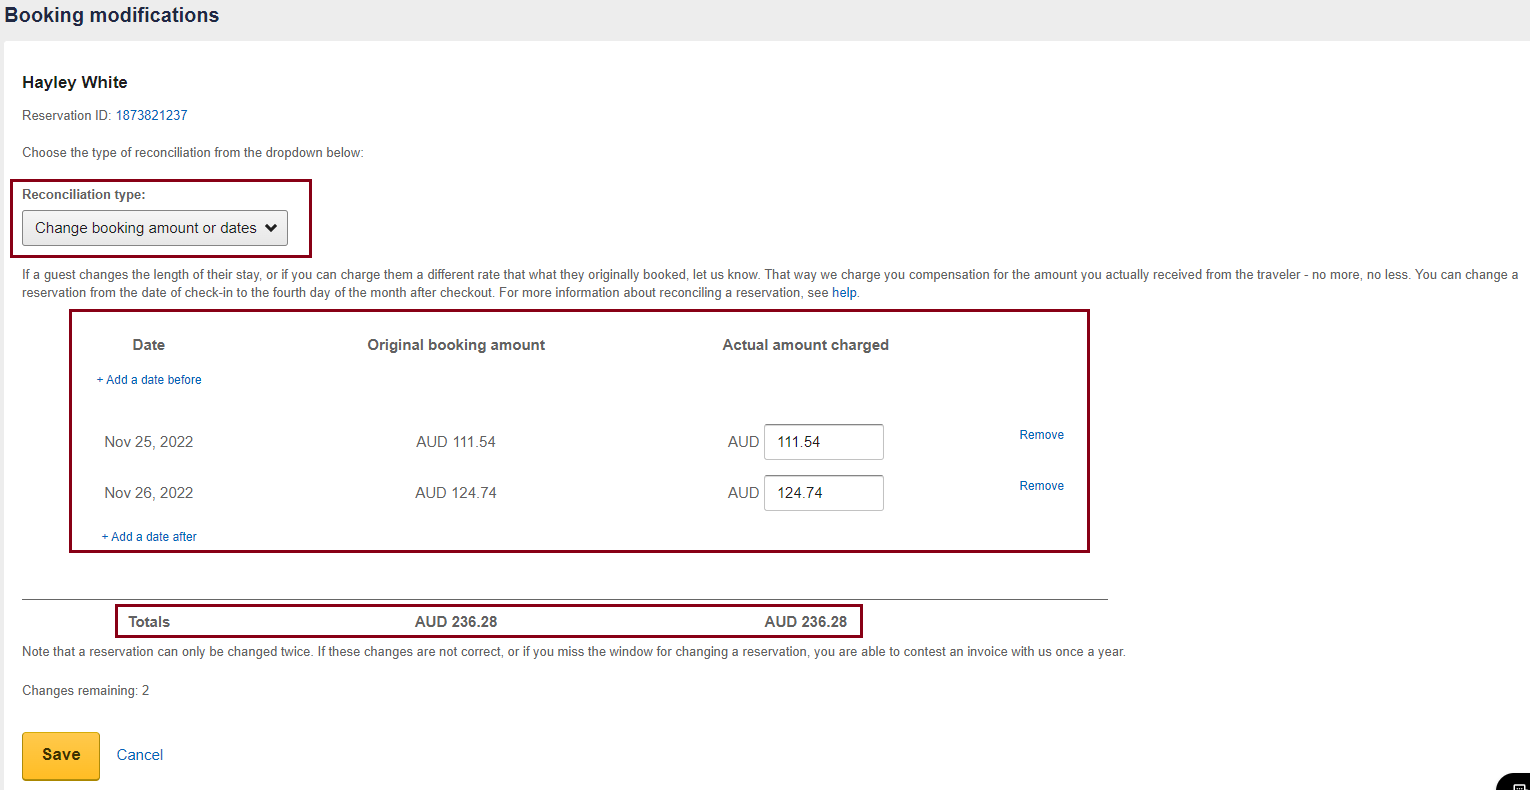 Booking modifications
Hayley White
Reservation ID: 1873821237
Choose the type of reconciliation from the dropdown below:
Reconciliation type:
Change booking amount or dates
If a guest changes the length of their stay, or if you can charge them a different rate that what they originally booked, let us know. That way we charge you compensation for the amount you actually received from the traveler - no more, no less. You can change a
reservation from the date of check-in to the fourth day of the month after checkout. For more information about reconciling a reservation, see help.
Date Original booking amount Actual amount charged
+ Add a date before
Nov 25, 2022 AUD 111.54 AUD 111.54 Remove
Nov 26, 2022 AUD 124.74 AUD 124.74 Remove
+ Add a date after
Totals AUD 236.28 AUD 236.28
Note that a reservation can only be changed twice. If these changes are not correct, or if you miss the window for changing a reservation, you are able to contest an invoice with us once a year.
Changes remaining: 2
Save Cancel